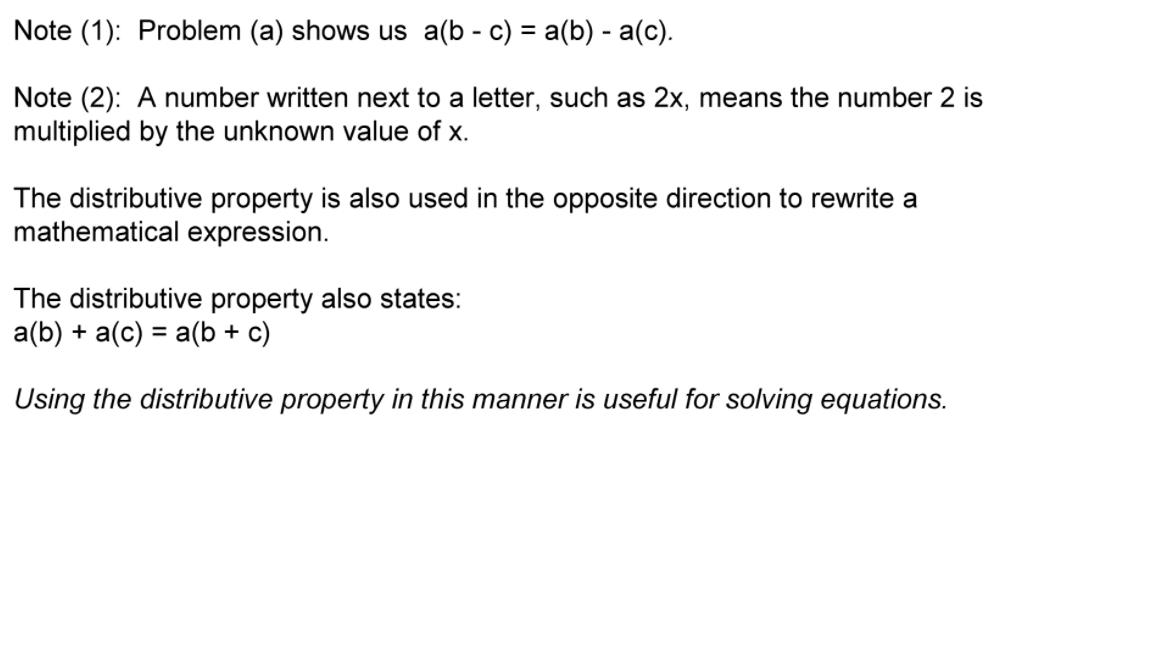 Note (1):  Problem (a) shows us  a(b - c) = a(b) - a(c).
Note (2):  A number written next to a letter, such as 2x, means the number 2 is
multiplied by the unknown value of x.
The distributive property is also used in the opposite direction to rewrite a
mathematical expression.
The distributive property also states:
a(b) + a(c) = a(b + c)
Using the distributive property in this manner is useful for solving equations.